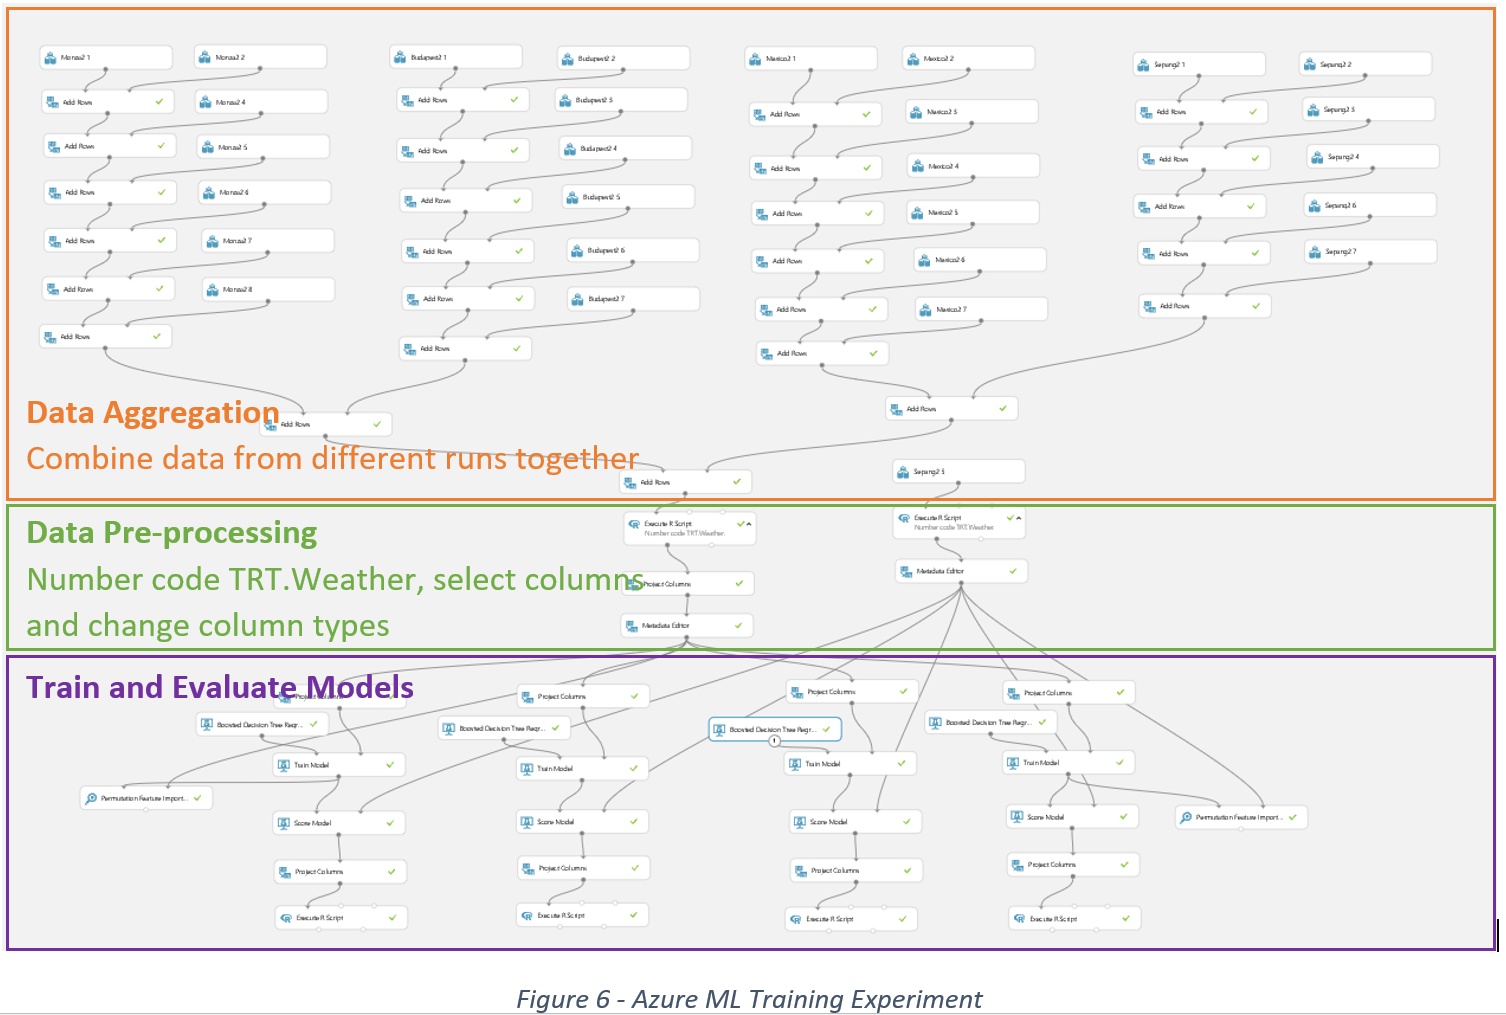 Monza2 1
Monza2 2
Budapest2 1
Budapest2 2
Mexico2 1
Mexico2 2
Sepang2 1
Sepang2 2
Add Rows
Monza2 4
Add Rows
Budapest2 3
Add Rows
Mexico2 3
Add Rows
Sepang2 3
Add Rows
Monza2 5
Add Rows
Budapest2 4
Add Rows
Mexico2 4
Add Rows
Sepang2 4
Add Rows
Monza2 6
Add Rows
Budapest2 5
Add Rows
Mexico2 5
Add Rows
Sepang2 6
Add Rows
Monza2 7
Add Rows
Budapest2 6
Add Rows
Mexico2 6
Add Rows
Sepang2 7
Add Rows
Monza2 8
Add Rows
Budapest2 7
Add Rows
Mexico2 7
Add Rows
Add Rows
Add Rows
Add Rows
Data Aggregation
Add Rows
Add Rows
Combine data from different runs together
Add Rows
Sepang2 5
Data Pre-processing
Execute R Script
Number code TRT.Weather.
Execute R Script
Number code TRT.Weather
Number code TRT.Weather, select columns
and change column types
Project Columns
Metadata Editor
Metadata Editor
Train and Evaluate Models
Project Columns
Project Columns
Project Columns
Project Columns
Boosted Decision Tree Regr...
Boosted Decision Tree Regr...
Boosted Decision Tree Regr...
1
Boosted Decision Tree Regr...
Train Model
Train Model
Train Model
Train Model
Permutation Feature Import...
Score Model
Score Model
Score Model
Score Model
Permutation Feature Import...
Project Columns
Project Columns
Project Columns
Project Columns
Execute R Script
Execute R Script
Execute R Script
Execute R Script
Figure 6 - Azure ML Training Experiment